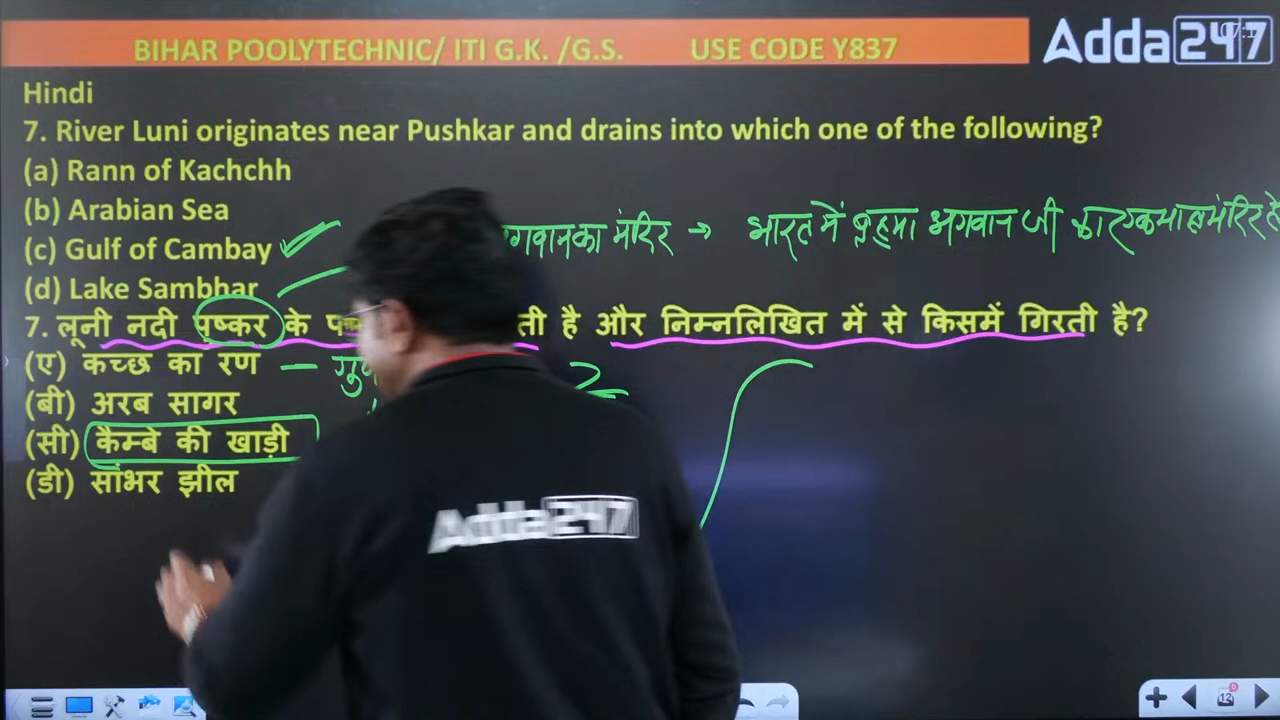 BIHAR POOLYTECHNIC/ ITI G.K. /G.S. USE CODE Y837
Adda247
Hindi
7. River Luni originates near Pushkar and drains into which one of the following?
(a) Rann of Kachchh
(b) Arabian Sea
(c) Gulf of Cambay
(d) Lake Sambhar
का मंदिर → भारत में भगवान जी
7. लूनी नदी पुष्कर के ती है और निम्नलिखित में से किसमें गिरती है?
(ए) कच्छ का रण
(बी) अरब सागर
(सी) कैम्बे की खाड़ी
(डी) सांभर झील
Adda247
12